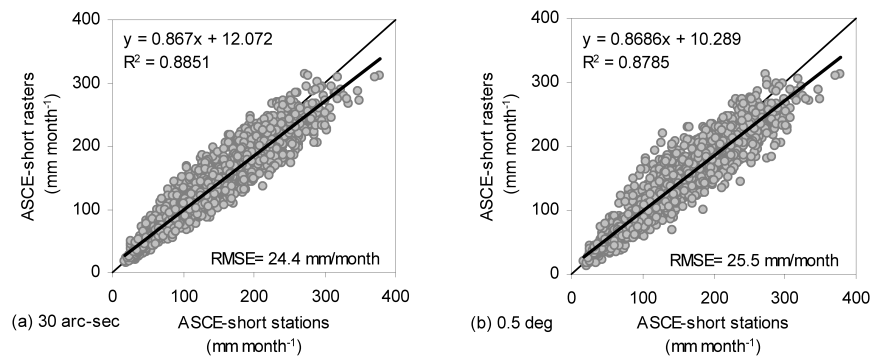 400
y = 0.867x + 12.072
R² = 0.8851
300
200
100
0
ASCE-short rasters
(mm month⁻¹)
RMSE= 24.4 mm/month
0 100 200 300 400
(a) 30 arc-sec
ASCE-short stations
(mm month⁻¹)
400
y = 0.8686x + 10.289
R² = 0.8785
300
200
100
0
ASCE-short rasters
(mm month⁻¹)
RMSE= 25.5 mm/month
0 100 200 300 400
(b) 0.5 deg
ASCE-short stations
(mm month⁻¹)